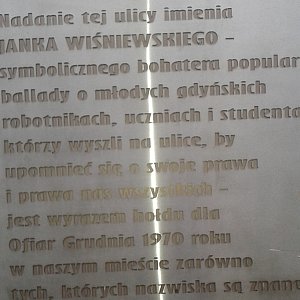 Nadanie tej ulicy imienia
JANKA WIŚNIEWSKIEGO –
symbolicznego bohatera popular
ballady o młodych gdyńskich
robotnikach, uczniach i studenta
którzy wyszli na ulice, by
upomnieć się o swoje prawa
i prawa nas wszystkich –
jest wyrazem hołdu dla
Ofiar Grudnia 1970 roku
w naszym mieście zarówno
tych, których nazwiska są znane